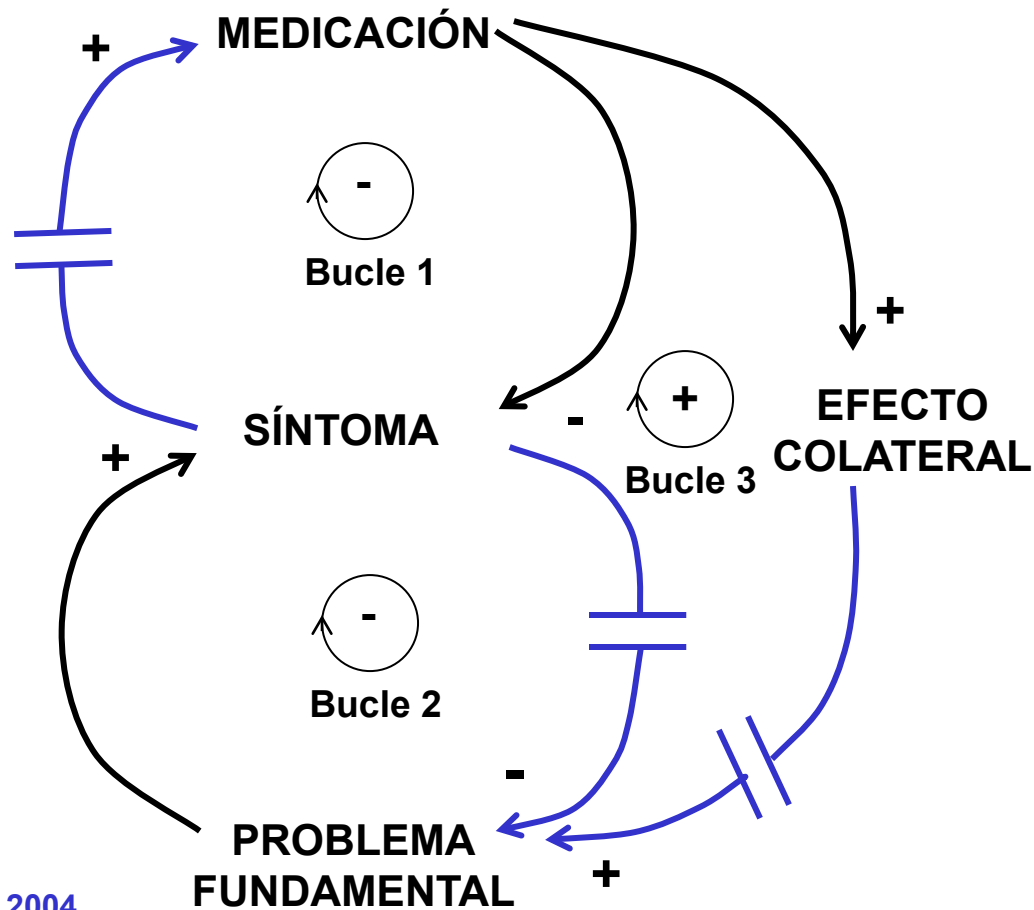 +
MEDICACIÓN
-
Bucle 1
+
EFECTO
COLATERAL
-
+
Bucle 3
SÍNTOMA
+
-
Bucle 2
-
PROBLEMA
FUNDAMENTAL
+
2004